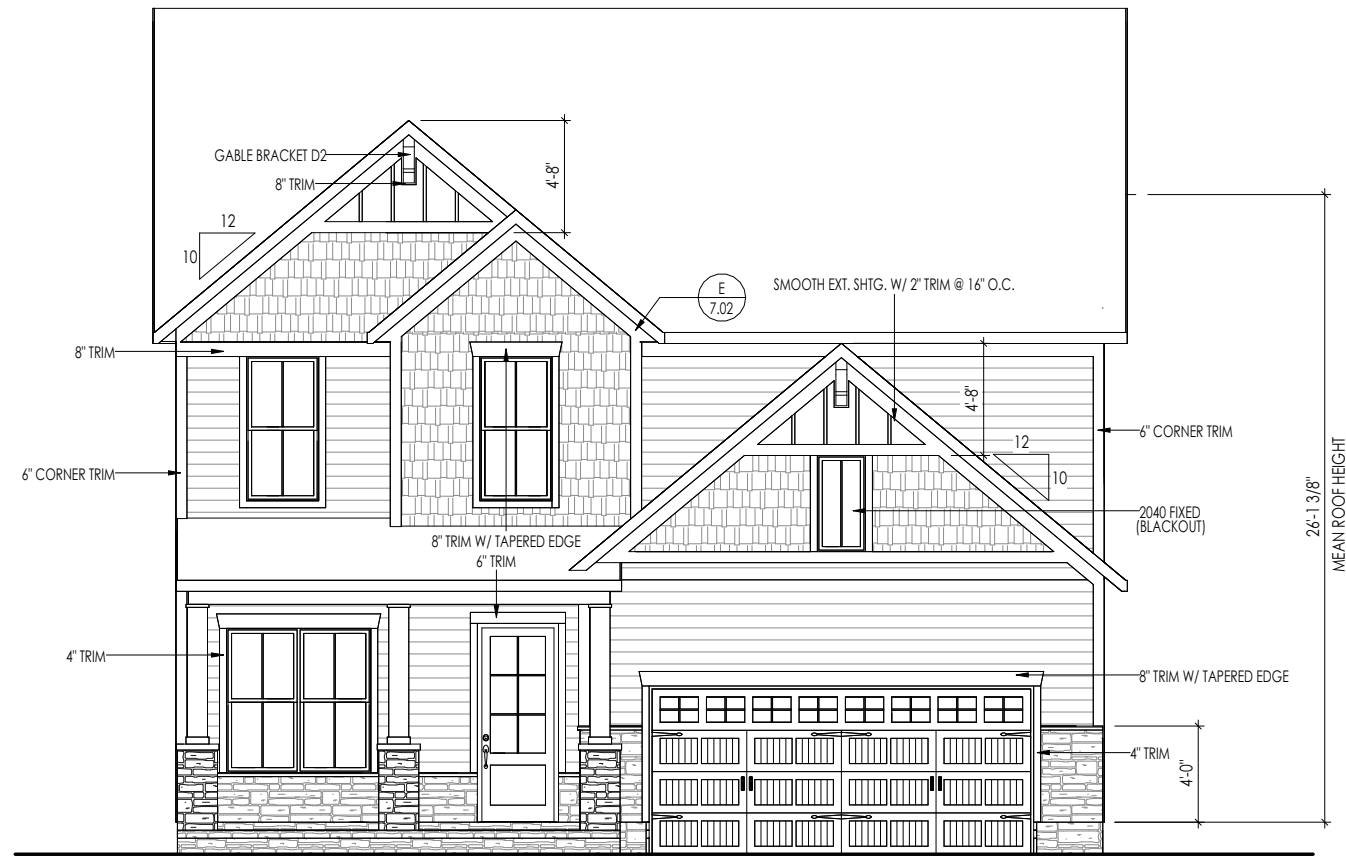 GABLE BRACKET D2
8" TRIM
4'-8"
12
10
E
7.02
SMOOTH EXT. SHTG. W/ 2" TRIM @ 16" O.C.
8" TRIM
4'-8"
6" CORNER TRIM
12
10
6" CORNER TRIM
26'-1 3/8"
MEAN ROOF HEIGHT
2040 FIXED
(BLACKOUT)
8" TRIM W/ TAPERED EDGE
6" TRIM
4" TRIM
8" TRIM W/ TAPERED EDGE
4" TRIM
4'-0"